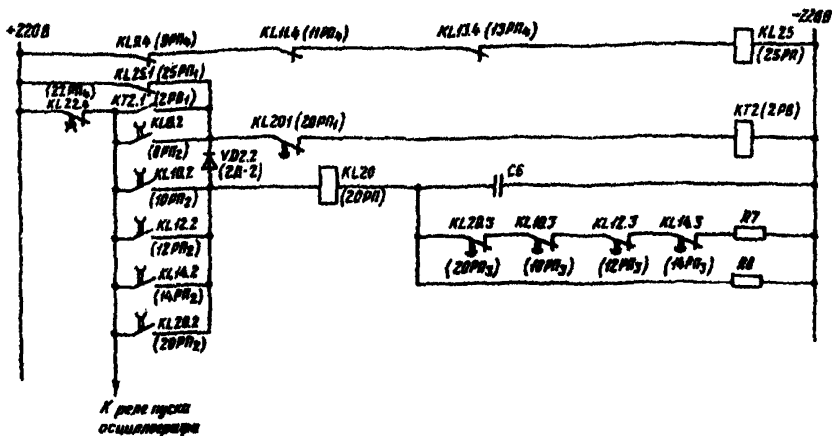 +220В
-220В
KL9.4 (9РП4)
KL11.4 (11РП4)
KL13.4 (13РП4)
KL25
(25РП)
KL25.1 (25РП1)
(22РП4)
KL22.4
KT2.1 (2РВ1)
KL8.2
(8РП2)
KL20.1 (20РП1)
KT2 (2РВ)
VD2.2
(2Д-2)
KL10.2
(10РП2)
KL20
(20РП)
C6
KL12.2
(12РП2)
KL20.3
(20РП3)
KL10.3
(10РП3)
KL12.3
(12РП3)
KL14.3
(14РП3)
R7
KL14.2
(14РП2)
R8
KL20.2
(20РП2)
К реле пуска
осциллографа